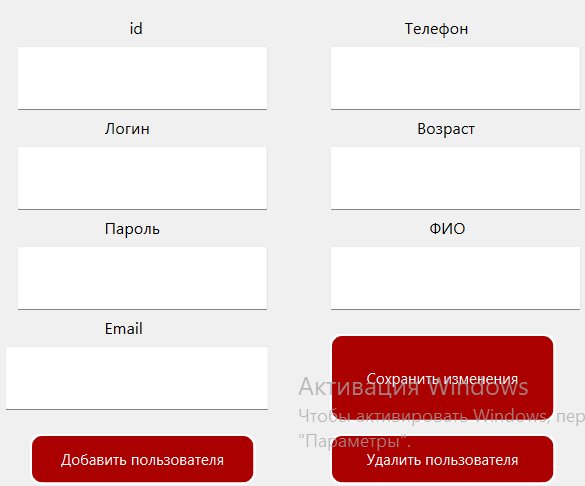 id
Телефон
Логин
Возраст
Пароль
ФИО
Email
Сохранить изменения
Активация Windows
Чтобы активировать Windows, пер
"Параметры".
Добавить пользователя
Удалить пользователя